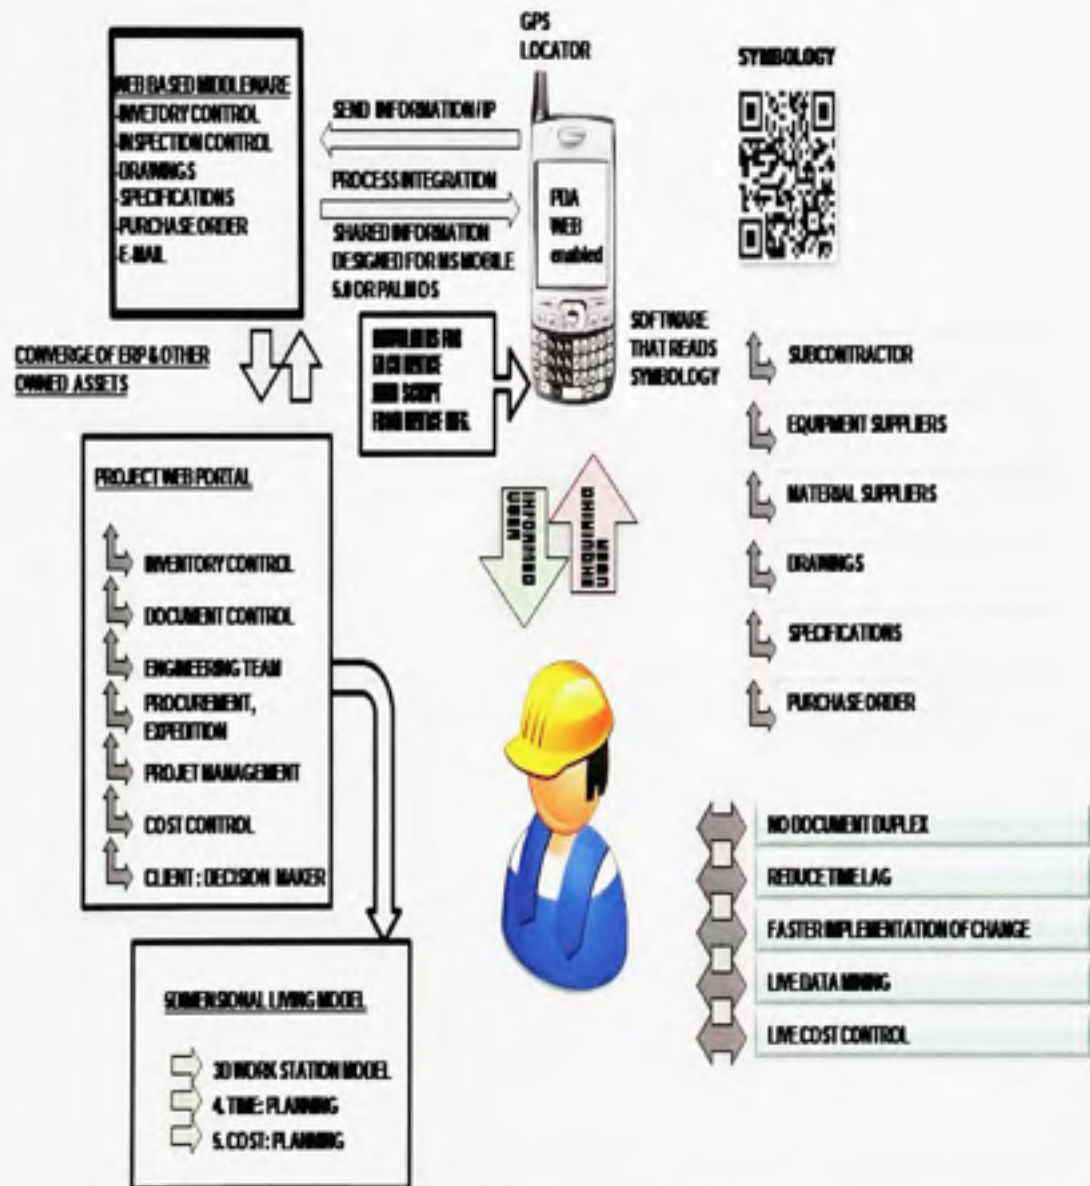 GPS
LOCATOR
SYMBOLOGY
WEB BASED MIDDLEWARE
-INVETORY CONTROL
-INSPECTION CONTROL
-DRAWINGS
-SPECIFICATIONS
-PURCHASE ORDER
-E-MAIL
SEND INFORMATION / IP
PROCESS INTEGRATION
SHARED INFORMATION
DESIGNED FOR MS MOBILE
5.0 OR PALM OS
PDA
WEB
enabled
SOFTWARE
THAT READS
SYMBOLOGY
CONVERGE OF ERP & OTHER
OWNED ASSETS
PROJECT WEB PORTAL
INVENTORY CONTROL
DOCUMENT CONTROL
ENGINEERING TEAM
PROCUREMENT,
EXPEDITION
PROJET MANAGEMENT
COST CONTROL
CLIENT : DECISION MAKER
INFORMED
USER
USER
SUBCONTRACTOR
EQUIPMENT SUPPLIERS
MATERIAL SUPPLIERS
DRAWINGS
SPECIFICATIONS
PURCHASE ORDER
NO DOCUMENT DUPLEX
REDUCE TIME LAG
FASTER IMPLEMENTATION OF CHANGE
LIVE DATA MINING
LIVE COST CONTROL
5DIMENSIONAL LIVING MODEL
3D WORK STATION MODEL
4. TIME: PLANNING
5. COST: PLANNING